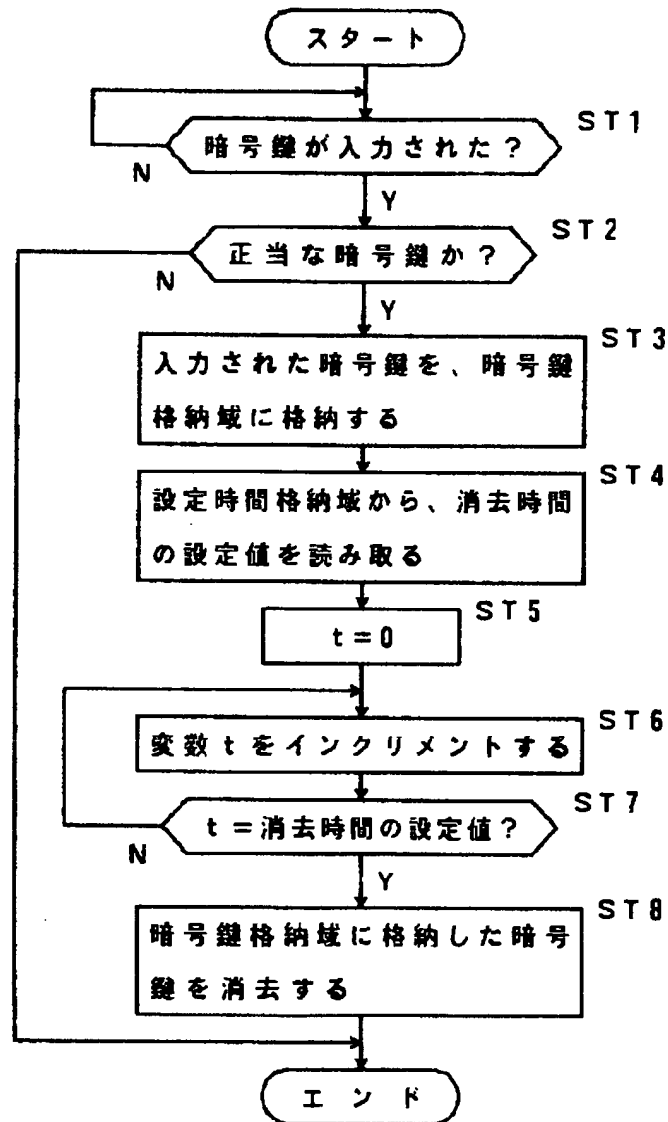 スタート
暗号鍵が入力された？
ST1
N
Y
正当な暗号鍵か？
ST2
N
Y
ST3
入力された暗号鍵を、暗号鍵
格納域に格納する
ST4
設定時間格納域から、消去時間
の設定値を読み取る
ST5
t=0
ST6
変数tをインクリメントする
ST7
t=消去時間の設定値？
N
Y
ST8
暗号鍵格納域に格納した暗号
鍵を消去する
エンド